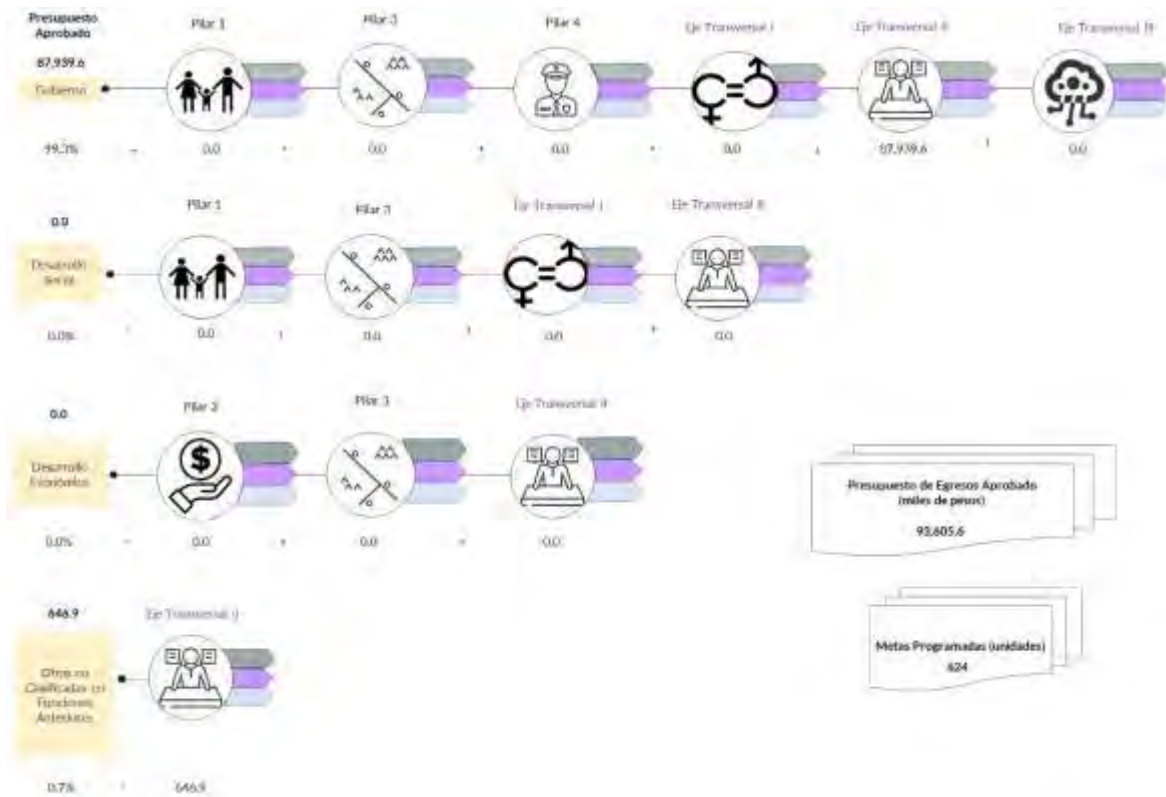 Presupuesto
Aprobado
Pilar 1
Pilar 3
Pilar 4
Eje Transversal I
Eje Transversal II
Eje Transversal III
87,939.6
Gobierno
0.0
0.0
0.0
0.0
87,939.6
0.0
0.0
Pilar 1
Pilar 3
Eje Transversal I
Eje Transversal II
Desarrollo
Social
0.0%
0.0
0.0
0.0
0.0
0.0
Pilar 2
Pilar 3
Eje Transversal II
Desarrollo
Económico
0.0%
0.0
0.0
0.0
Presupuesto de Egresos Aprobado
(miles de pesos)
93,605.6
646.9
Eje Transversal II
Otros no
Clasificados en
Funciones
Anteriores
0.7%
646.9
Metas Programadas (unidades)
624